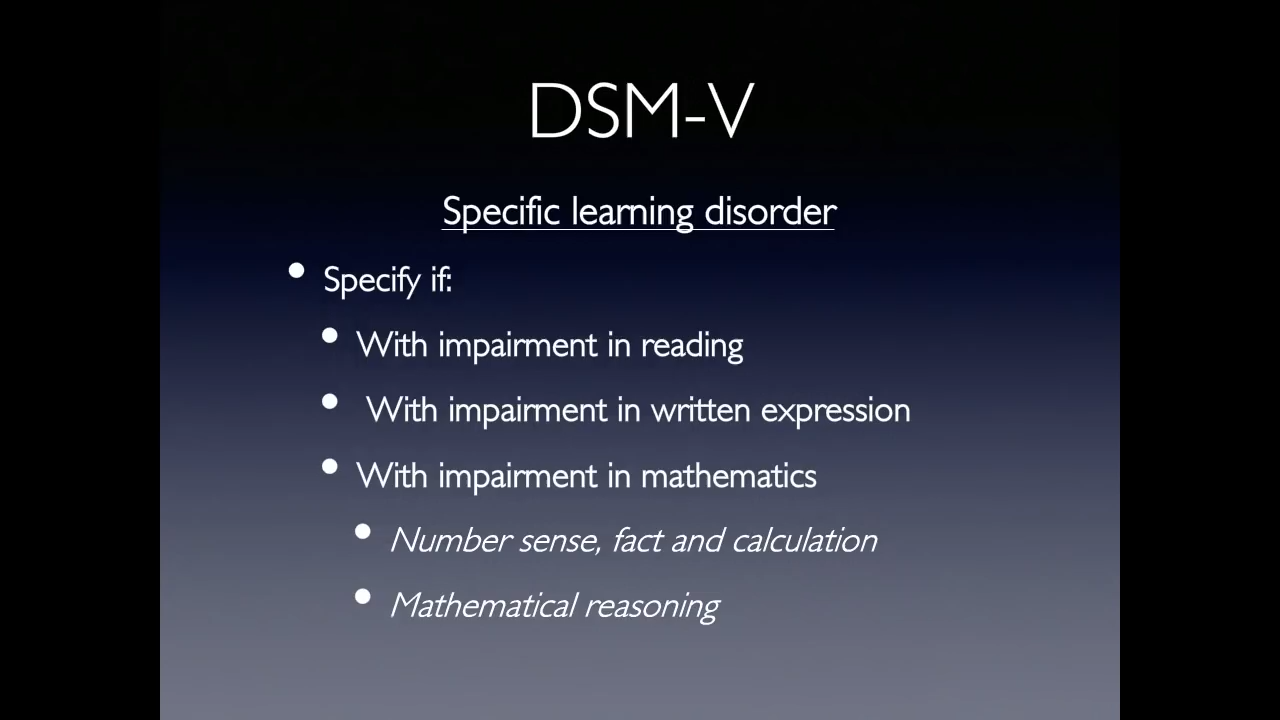 DSM-V
Specific learning disorder
Specify if:
With impairment in reading
With impairment in written expression
With impairment in mathematics
Number sense, fact and calculation
Mathematical reasoning